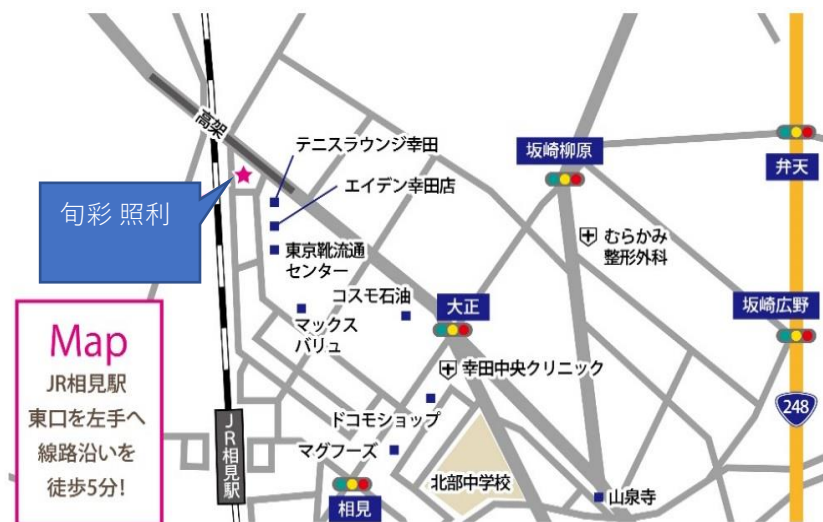 高架
テニスラウンジ幸田
エイデン幸田店
東京靴流通
センター
コスモ石油
マックス
バリュ
旬彩 照利
坂崎柳原
弁天
むらかみ
整形外科
坂崎広野
大正
幸田中央クリニック
ドコモショップ
マグフーズ
北部中学校
248
山泉寺
相見
JR相見駅
Map
JR相見駅
東口を左手へ
線路沿いを
徒歩5分!